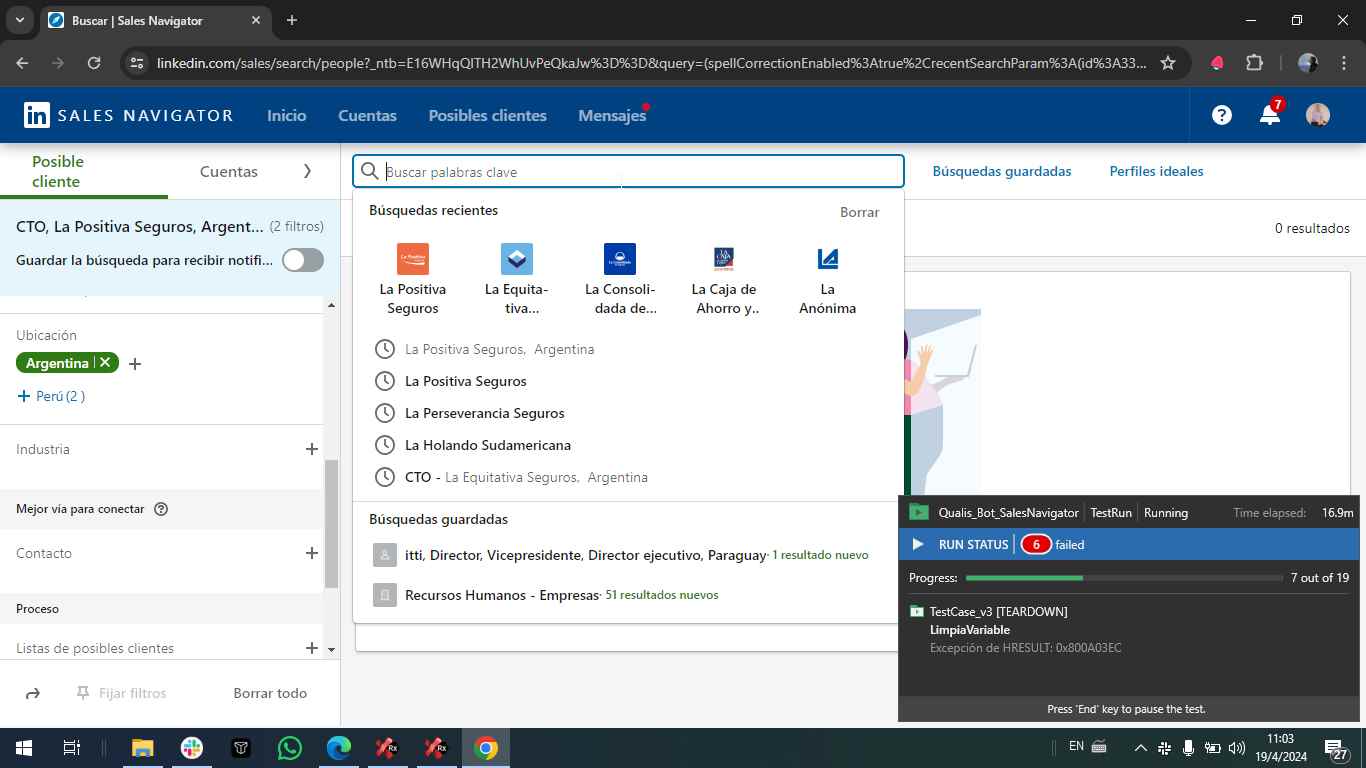 Buscar | Sales Navigator
linkedin.com/sales/search/people?_ntb=E16WHqQITH2WhUvPeQkaJw%3D%3D&query=(spellCorrectionEnabled%3Atrue%2CrecentSearchParam%3A(id%3A33...
in SALES NAVIGATOR
Inicio
Cuentas
Posibles clientes
Mensajes
7
Posible cliente
Cuentas
Buscar palabras clave
Búsquedas guardadas
Perfiles ideales
CTO, La Positiva Seguros, Argent... (2 filtros)
Guardar la búsqueda para recibir notifi...
0 resultados
Ubicación
Argentina
Perú (2 )
Industria
Mejor vía para conectar
Contacto
Proceso
Listas de posibles clientes
Fijar filtros
Borrar todo
Búsquedas recientes
Borrar
La Positiva Seguros
La Equita-tiva...
La Consoli-dada de...
La Caja de Ahorro y..
La Anónima
La Positiva Seguros, Argentina
La Positiva Seguros
La Perseverancia Seguros
La Holando Sudamericana
CTO - La Equitativa Seguros, Argentina
Búsquedas guardadas
itti, Director, Vicepresidente, Director ejecutivo, Paraguay· 1 resultado nuevo
Recursos Humanos - Empresas· 51 resultados nuevos
Qualis_Bot_SalesNavigator
TestRun
Running
Time elapsed: 16.9m
RUN STATUS
6 failed
Progress:
7 out of 19
TestCase_v3 [TEARDOWN]
LimpiaVariable
Excepción de HRESULT: 0x800A03EC
Press 'End' key to pause the test.
Rx
Rx
EN
11:03
19/4/2024
27